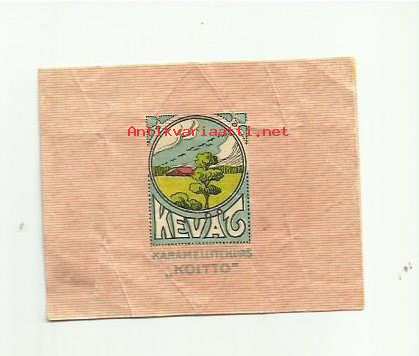 Antikvariaatti.net
KEVÄT
KARAMELLITEHDAS
„KOITTO”